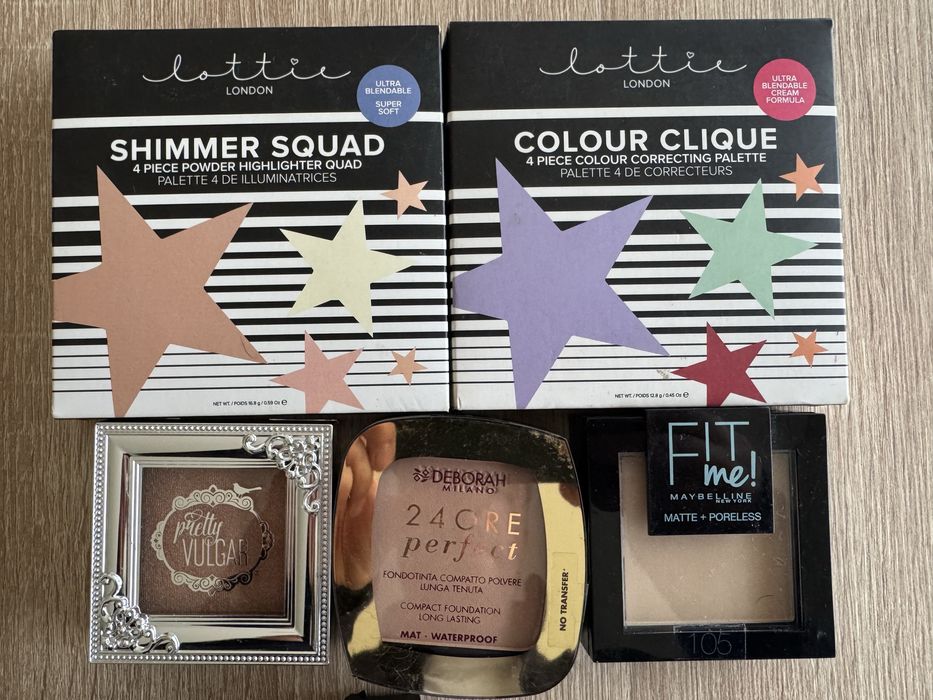 lottie
LONDON
ULTRA
BLENDABLE
SUPER
SOFT
SHIMMER SQUAD
4 PIECE POWDER HIGHLIGHTER QUAD
PALETTE 4 DE ILLUMINATRICES
NET WT. / POIDS 16.8 g / 0.59 Oz ℮
lottie
LONDON
ULTRA
BLENDABLE
CREAM
FORMULA
COLOUR CLIQUE
4 PIECE COLOUR CORRECTING PALETTE
PALETTE 4 DE CORRECTEURS
NET WT. / POIDS 12.8 g / 0.45 Oz ℮
pretty
VULGAR
DEBORAH
MILANO
24ORE
perfect
FONDOTINTA COMPATTO POLVERE
LUNGA TENUTA
COMPACT FOUNDATION
LONG LASTING
MAT · WATERPROOF
NO TRANSFER*
FIT
me!
MAYBELLINE
NEW YORK
MATTE + PORELESS
105